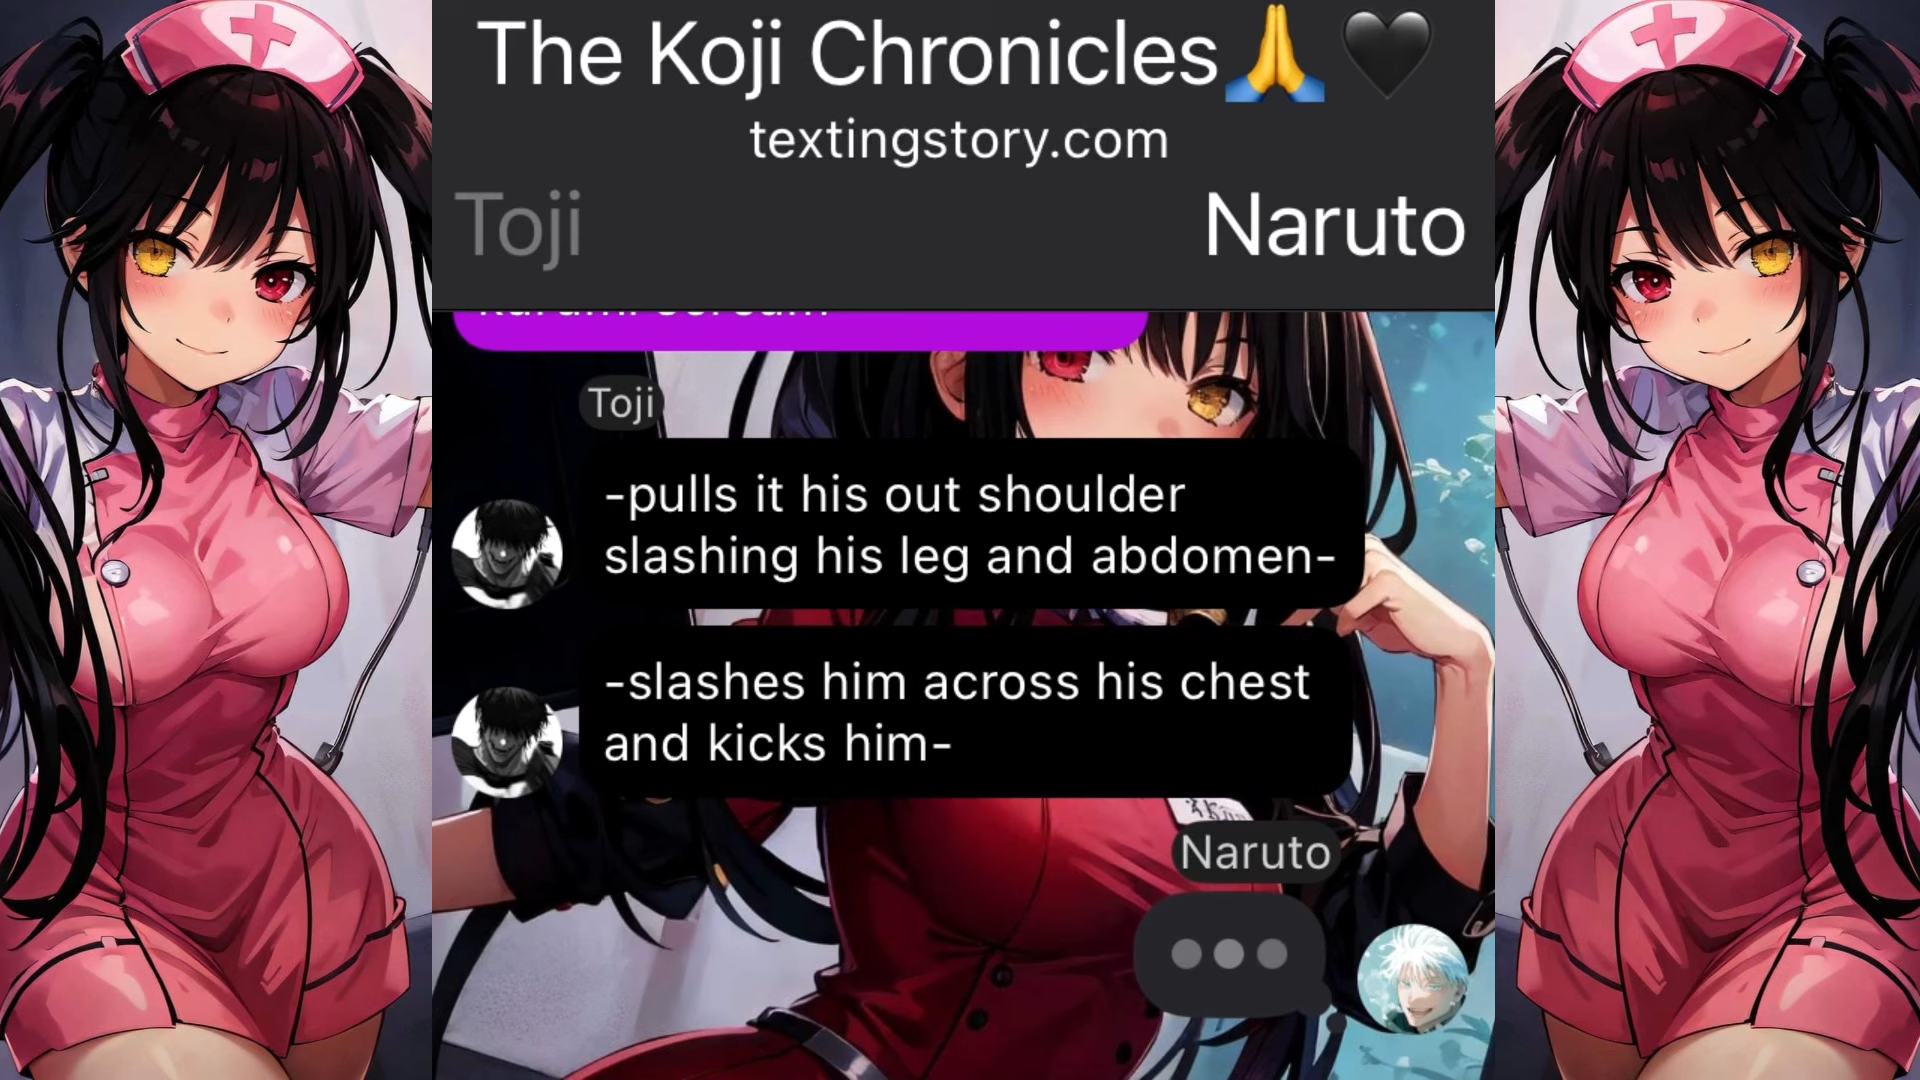 The Koji Chronicles🙏🖤
textingstory.com
Toji
Naruto
Toji
-pulls it his out shoulder
slashing his leg and abdomen-
-slashes him across his chest
and kicks him-
Naruto